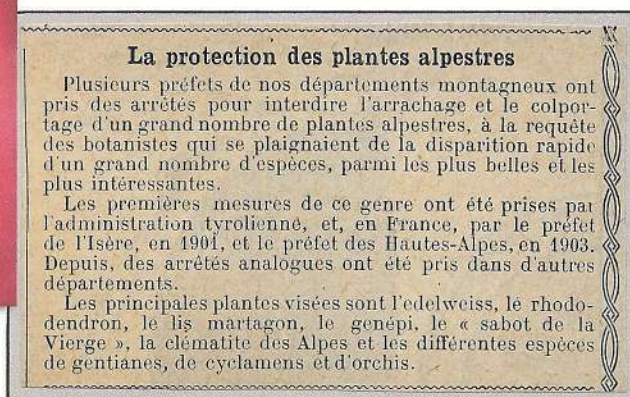 La protection des plantes alpestres
Plusieurs préfets de nos départements montagneux ont
pris des arrêtés pour interdire l'arrachage et le colpor-
tage d'un grand nombre de plantes alpestres, à la requête
des botanistes qui se plaignaient de la disparition rapide
d'un grand nombre d'espèces, parmi les plus belles et les
plus intéressantes.
Les premières mesures de ce genre ont été prises par
l'administration tyrolienne, et, en France, par le préfet
de l'Isère, en 1901, et le préfet des Hautes-Alpes, en 1903.
Depuis, des arrêtés analogues ont été pris dans d'autres
départements.
Les principales plantes visées sont l'edelweiss, lé rhodo-
dendron, le lis martagon, le genépi, le « sabot de la
Vierge », la clématite des Alpes et les différentes espèces
de gentianes, de cyclamens et d'orchis.